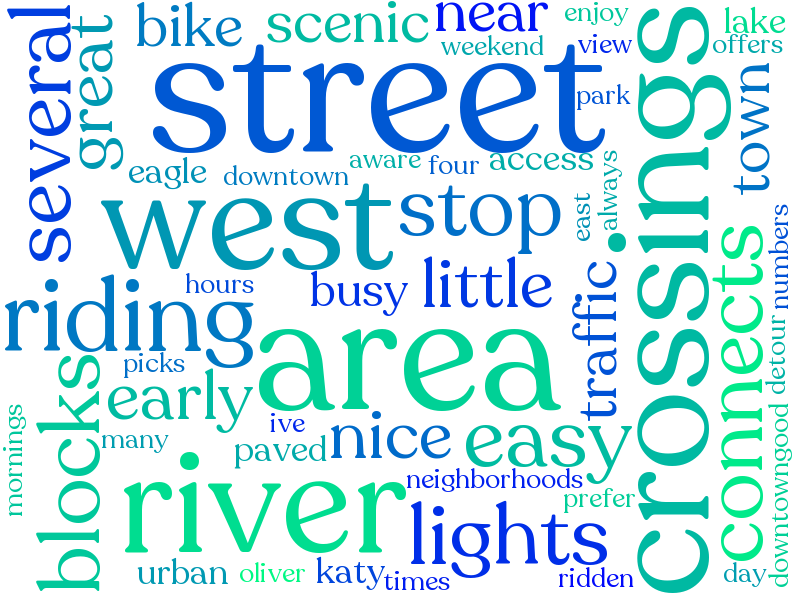 several
great
bike
scenic
near
enjoy
lake
weekend
view
offers
street
park
crossings
town
eagle
downtown
aware
four
access
always
west
stop
east
numbers
connects
hours
busy
little
traffic
riding
area
picks
detour
blocks
early
ive
nice
easy
many
paved
mornings
downtowngood
river
neighborhoods
prefer
lights
urban
oliver
katy
times
ridden
day